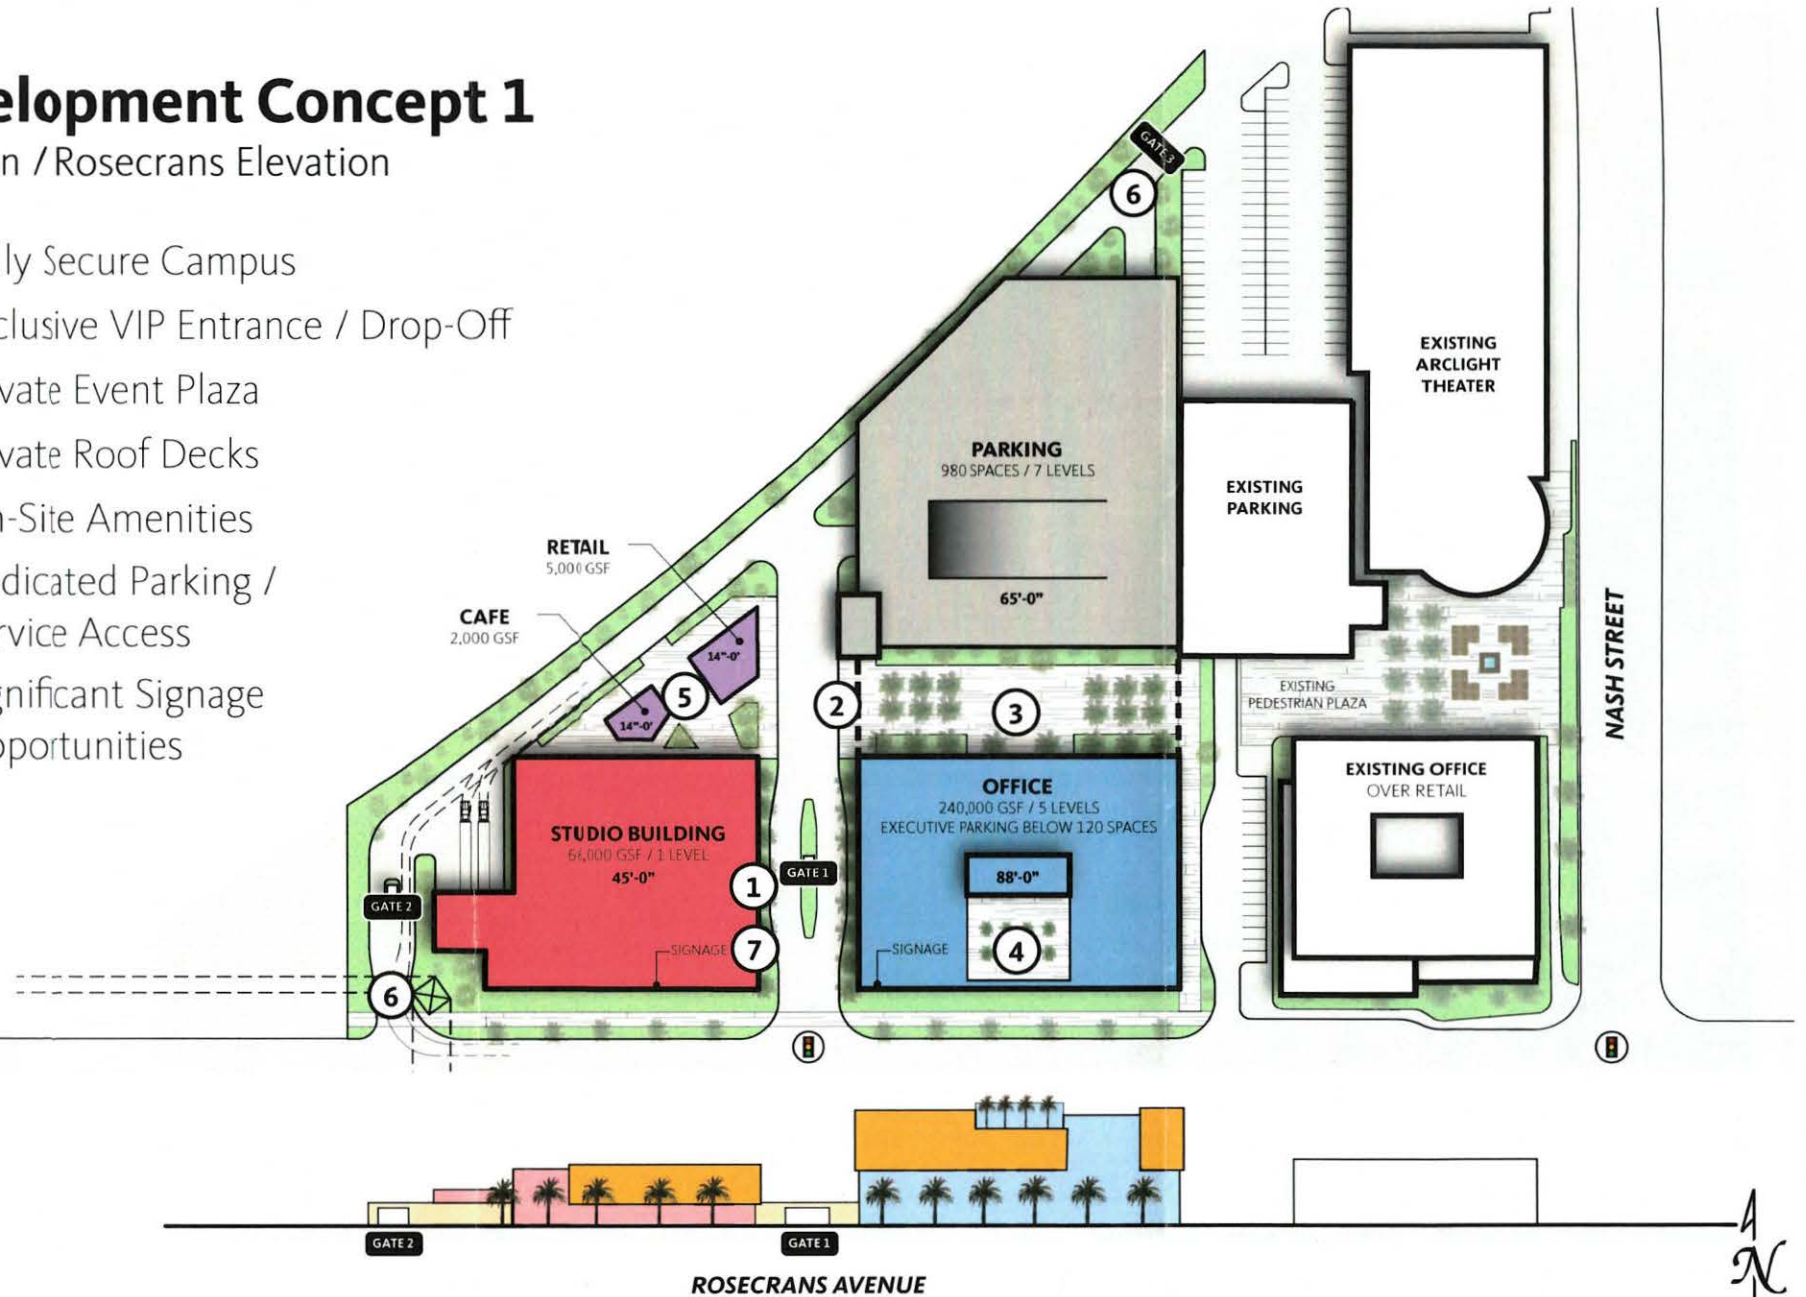 elopment Concept 1
n / Rosecrans Elevation
lly Secure Campus
clusive VIP Entrance / Drop-Off
vate Event Plaza
vate Roof Decks
n-Site Amenities
dicated Parking /
rvice Access
gnificant Signage
pportunities
GATE 3
6
EXISTING
ARCLIGHT
THEATER
PARKING
980 SPACES / 7 LEVELS
65'-0"
EXISTING
PARKING
RETAIL
5,000 GSF
CAFE
2,000 GSF
14"-0'
14"-0'
5
2
3
EXISTING
PEDESTRIAN PLAZA
NASH STREET
STUDIO BUILDING
GSF / 1 LEVEL
45'-0"
1
GATE 1
OFFICE
240,000 GSF / 5 LEVELS
EXECUTIVE PARKING BELOW 120 SPACES
88'-0"
EXISTING OFFICE
OVER RETAIL
GATE 2
SIGNAGE
7
SIGNAGE
4
6
GATE 2
GATE 1
ROSECRANS AVENUE
N